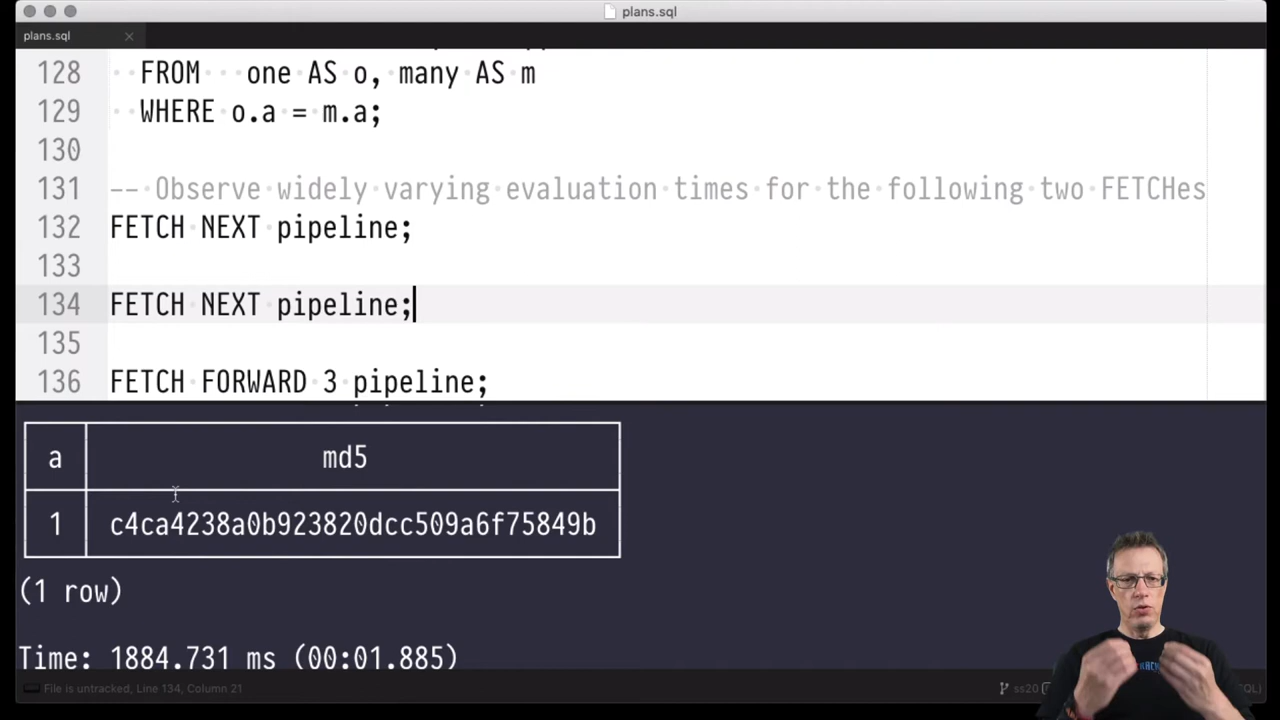 plans.sql
plans.sql
128 FROM one AS o, many AS m
129 WHERE o.a = m.a;
130
131 -- Observe widely varying evaluation times for the following two FETCHes
132 FETCH NEXT pipeline;
133
134 FETCH NEXT pipeline;
135
136 FETCH FORWARD 3 pipeline;
a md5
1 c4ca4238a0b923820dcc509a6f75849b
(1 row)
Time: 1884.731 ms (00:01.885)
File is untracked, Line 134, Column 21 ss20